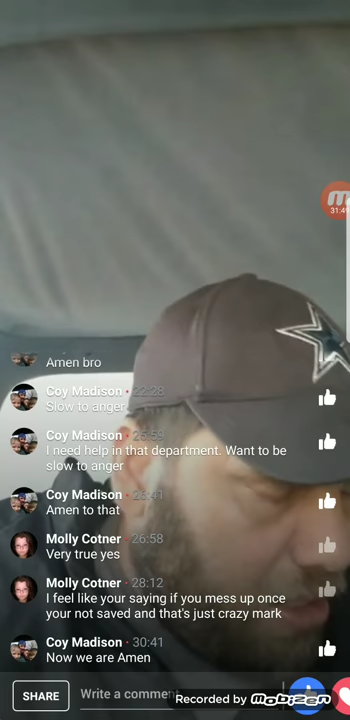 31:49
Amen bro
Coy Madison · 22:28
Slow to anger
Coy Madison · 25:59
I need help in that department. Want to be
slow to anger
Coy Madison · 26:41
Amen to that
Molly Cotner · 26:58
Very true yes
Molly Cotner · 28:12
I feel like your saying if you mess up once
your not saved and that's just crazy mark
Coy Madison · 30:41
Now we are Amen
SHARE
Write a comment
Recorded by Mobizen